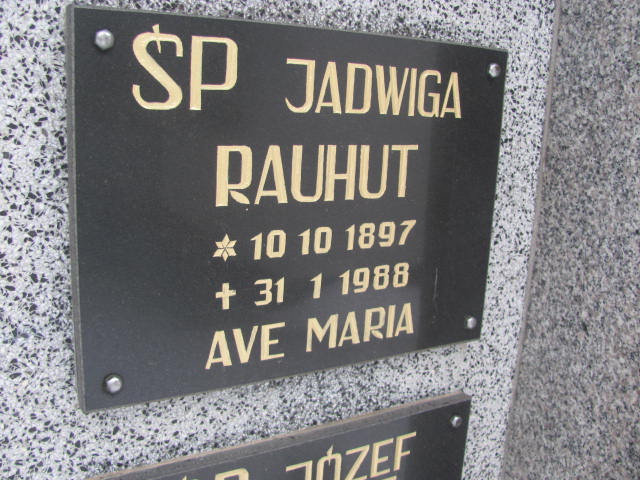 ŚP JADWIGA
RAUHUT
* 10 10 1897
✝ 31 1 1988
AVE MARIA
JÓZEF